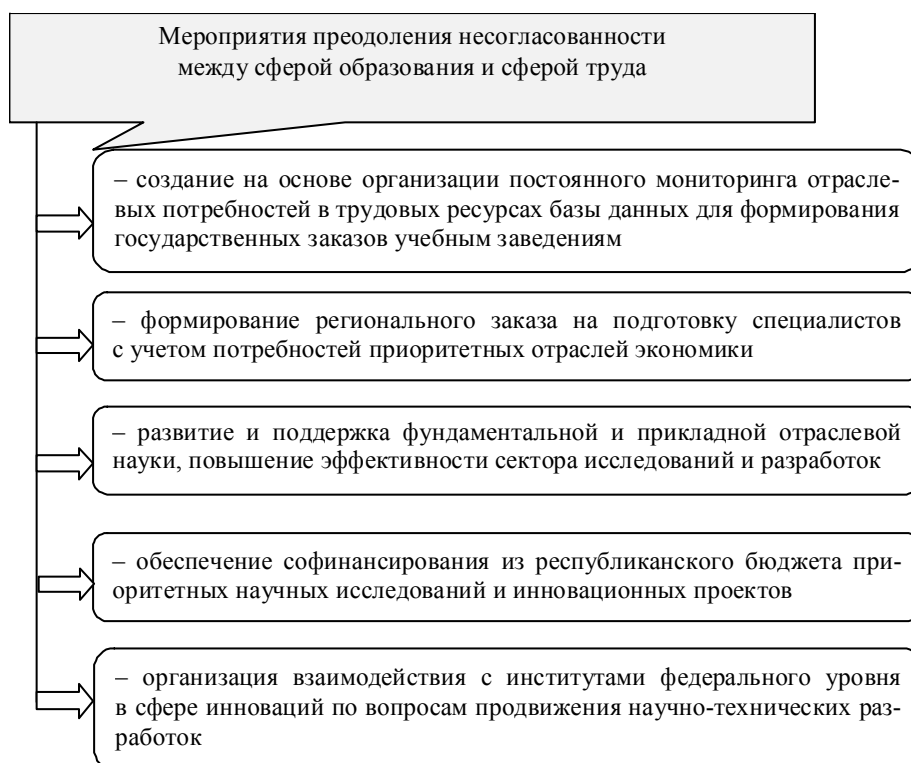 Мероприятия преодоления несогласованности
между сферой образования и сферой труда
– создание на основе организации постоянного мониторинга отрасле-
вых потребностей в трудовых ресурсах базы данных для формирования
государственных заказов учебным заведениям
– формирование регионального заказа на подготовку специалистов
с учетом потребностей приоритетных отраслей экономики
– развитие и поддержка фундаментальной и прикладной отраслевой
науки, повышение эффективности сектора исследований и разработок
– обеспечение софинансирования из республиканского бюджета при-
оритетных научных исследований и инновационных проектов
– организация взаимодействия с институтами федерального уровня
в сфере инноваций по вопросам продвижения научно-технических раз-
работок